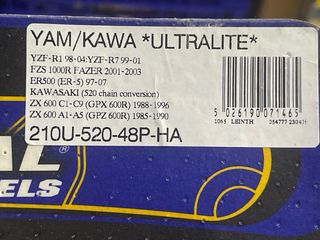 YAM/KAWA *ULTRALITE*
YZF-R1 98-04:YZF-R7 99-01
FZS 1000R FAZER 2001-2003
ER500 (ER-5) 97-07
KAWASAKI (520 chain conversion)
ZX 600 C1-C9 (GPX 600R) 1988-1996
ZX 600 A1-A5 (GPZ 600R) 1985-1990
210U-520-48P-HA
5 026190 071465
1065 LEINTH